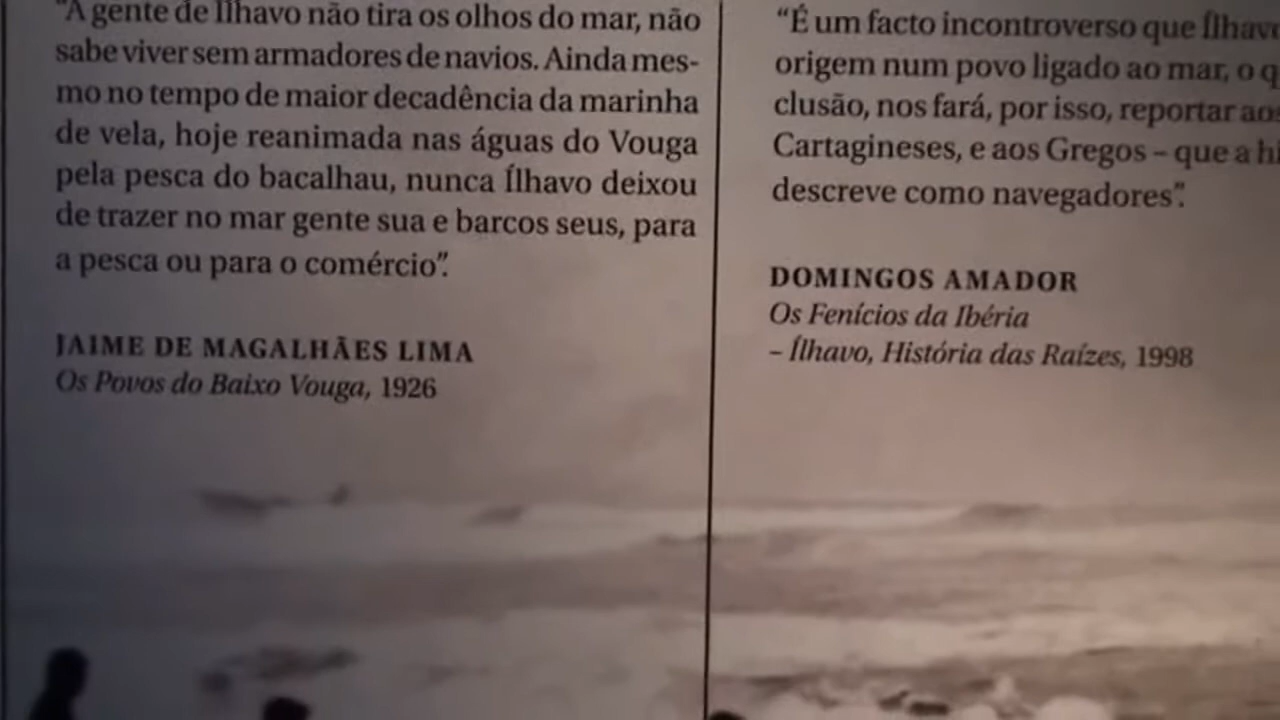 "A gente de Ílhavo não tira os olhos do mar, não
sabe viver sem armadores de navios. Ainda mes-
mo no tempo de maior decadência da marinha
de vela, hoje reanimada nas águas do Vouga
pela pesca do bacalhau, nunca Ílhavo deixou
de trazer no mar gente sua e barcos seus, para
a pesca ou para o comércio".
JAIME DE MAGALHÃES LIMA
Os Povos do Baixo Vouga, 1926
"É um facto incontroverso que Ílhavo
origem num povo ligado ao mar, o
clusão, nos fará, por isso, reportar aos
Cartagineses, e aos Gregos – que a
descreve como navegadores".
DOMINGOS AMADOR
Os Fenícios da Ibéria
– Ílhavo, História das Raízes, 1998